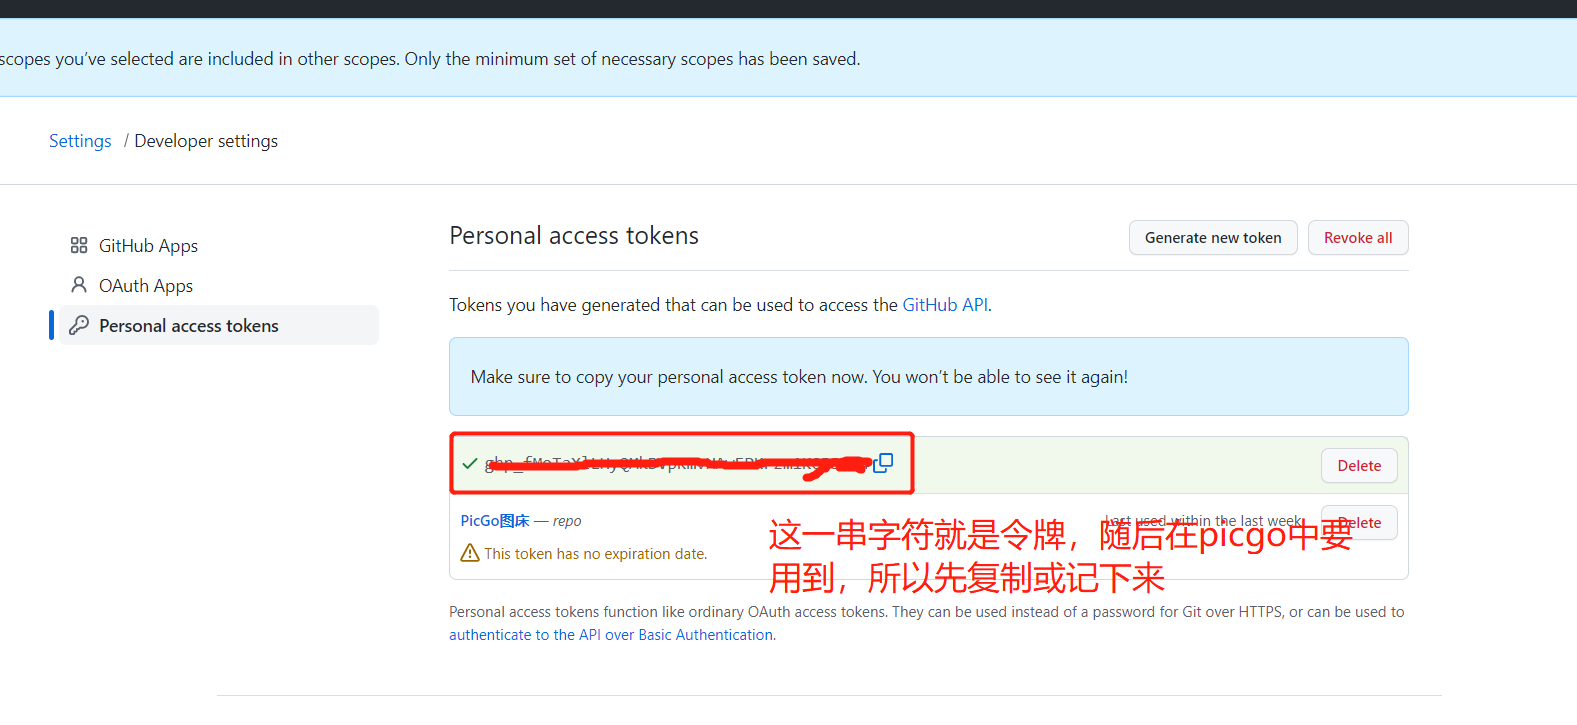 scopes you've selected are included in other scopes. Only the minimum set of necessary scopes has been saved.
Settings / Developer settings
GitHub Apps
OAuth Apps
Personal access tokens
Personal access tokens
Generate new token
Revoke all
Tokens you have generated that can be used to access the GitHub API.
Make sure to copy your personal access token now. You won't be able to see it again!
Delete
PicGo图床 — repo
Last used within the last week
Delete
This token has no expiration date.
这一串字符就是令牌，随后在picgo中要
用到，所以先复制或记下来
Personal access tokens function like ordinary OAuth access tokens. They can be used instead of a password for Git over HTTPS, or can be used to
authenticate to the API over Basic Authentication.